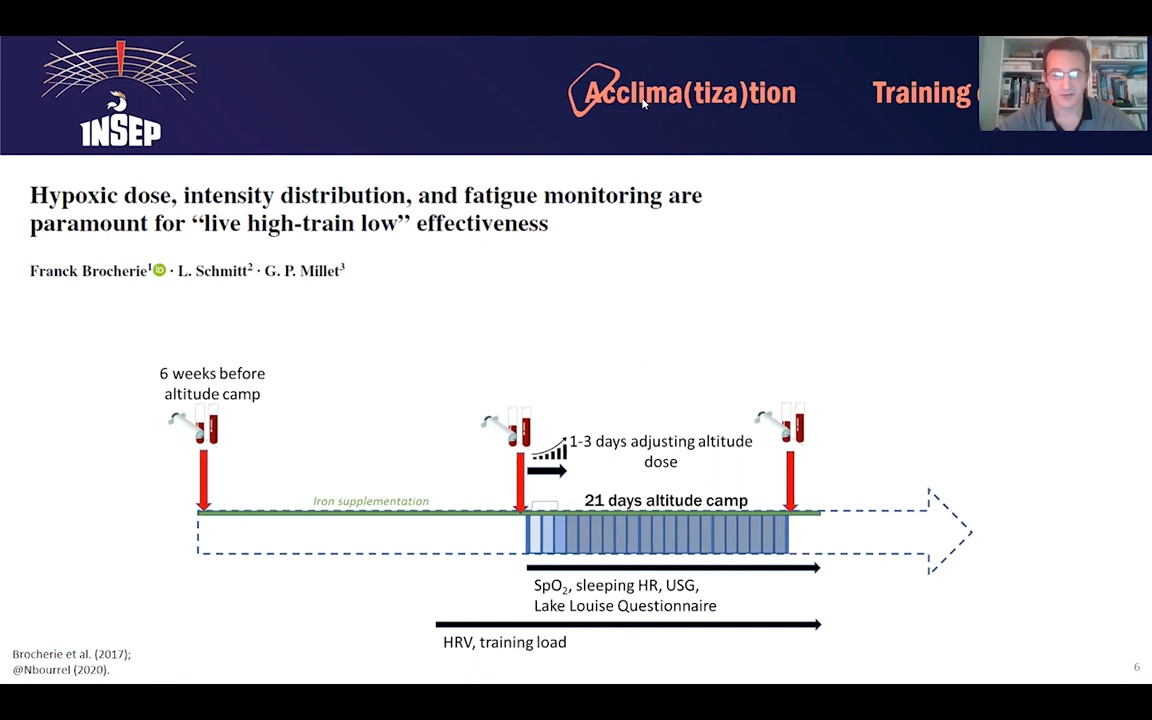 INSEP
Acclima(tiza)tion
Training
Hypoxic dose, intensity distribution, and fatigue monitoring are
paramount for “live high-train low” effectiveness
Franck Brocherie1 iD · L. Schmitt2 · G. P. Millet3
6 weeks before
altitude camp
1-3 days adjusting altitude
dose
Iron supplementation
21 days altitude camp
SpO2, sleeping HR, USG,
Lake Louise Questionnaire
HRV, training load
Brocherie et al. (2017);
@Nbourrel (2020).
6